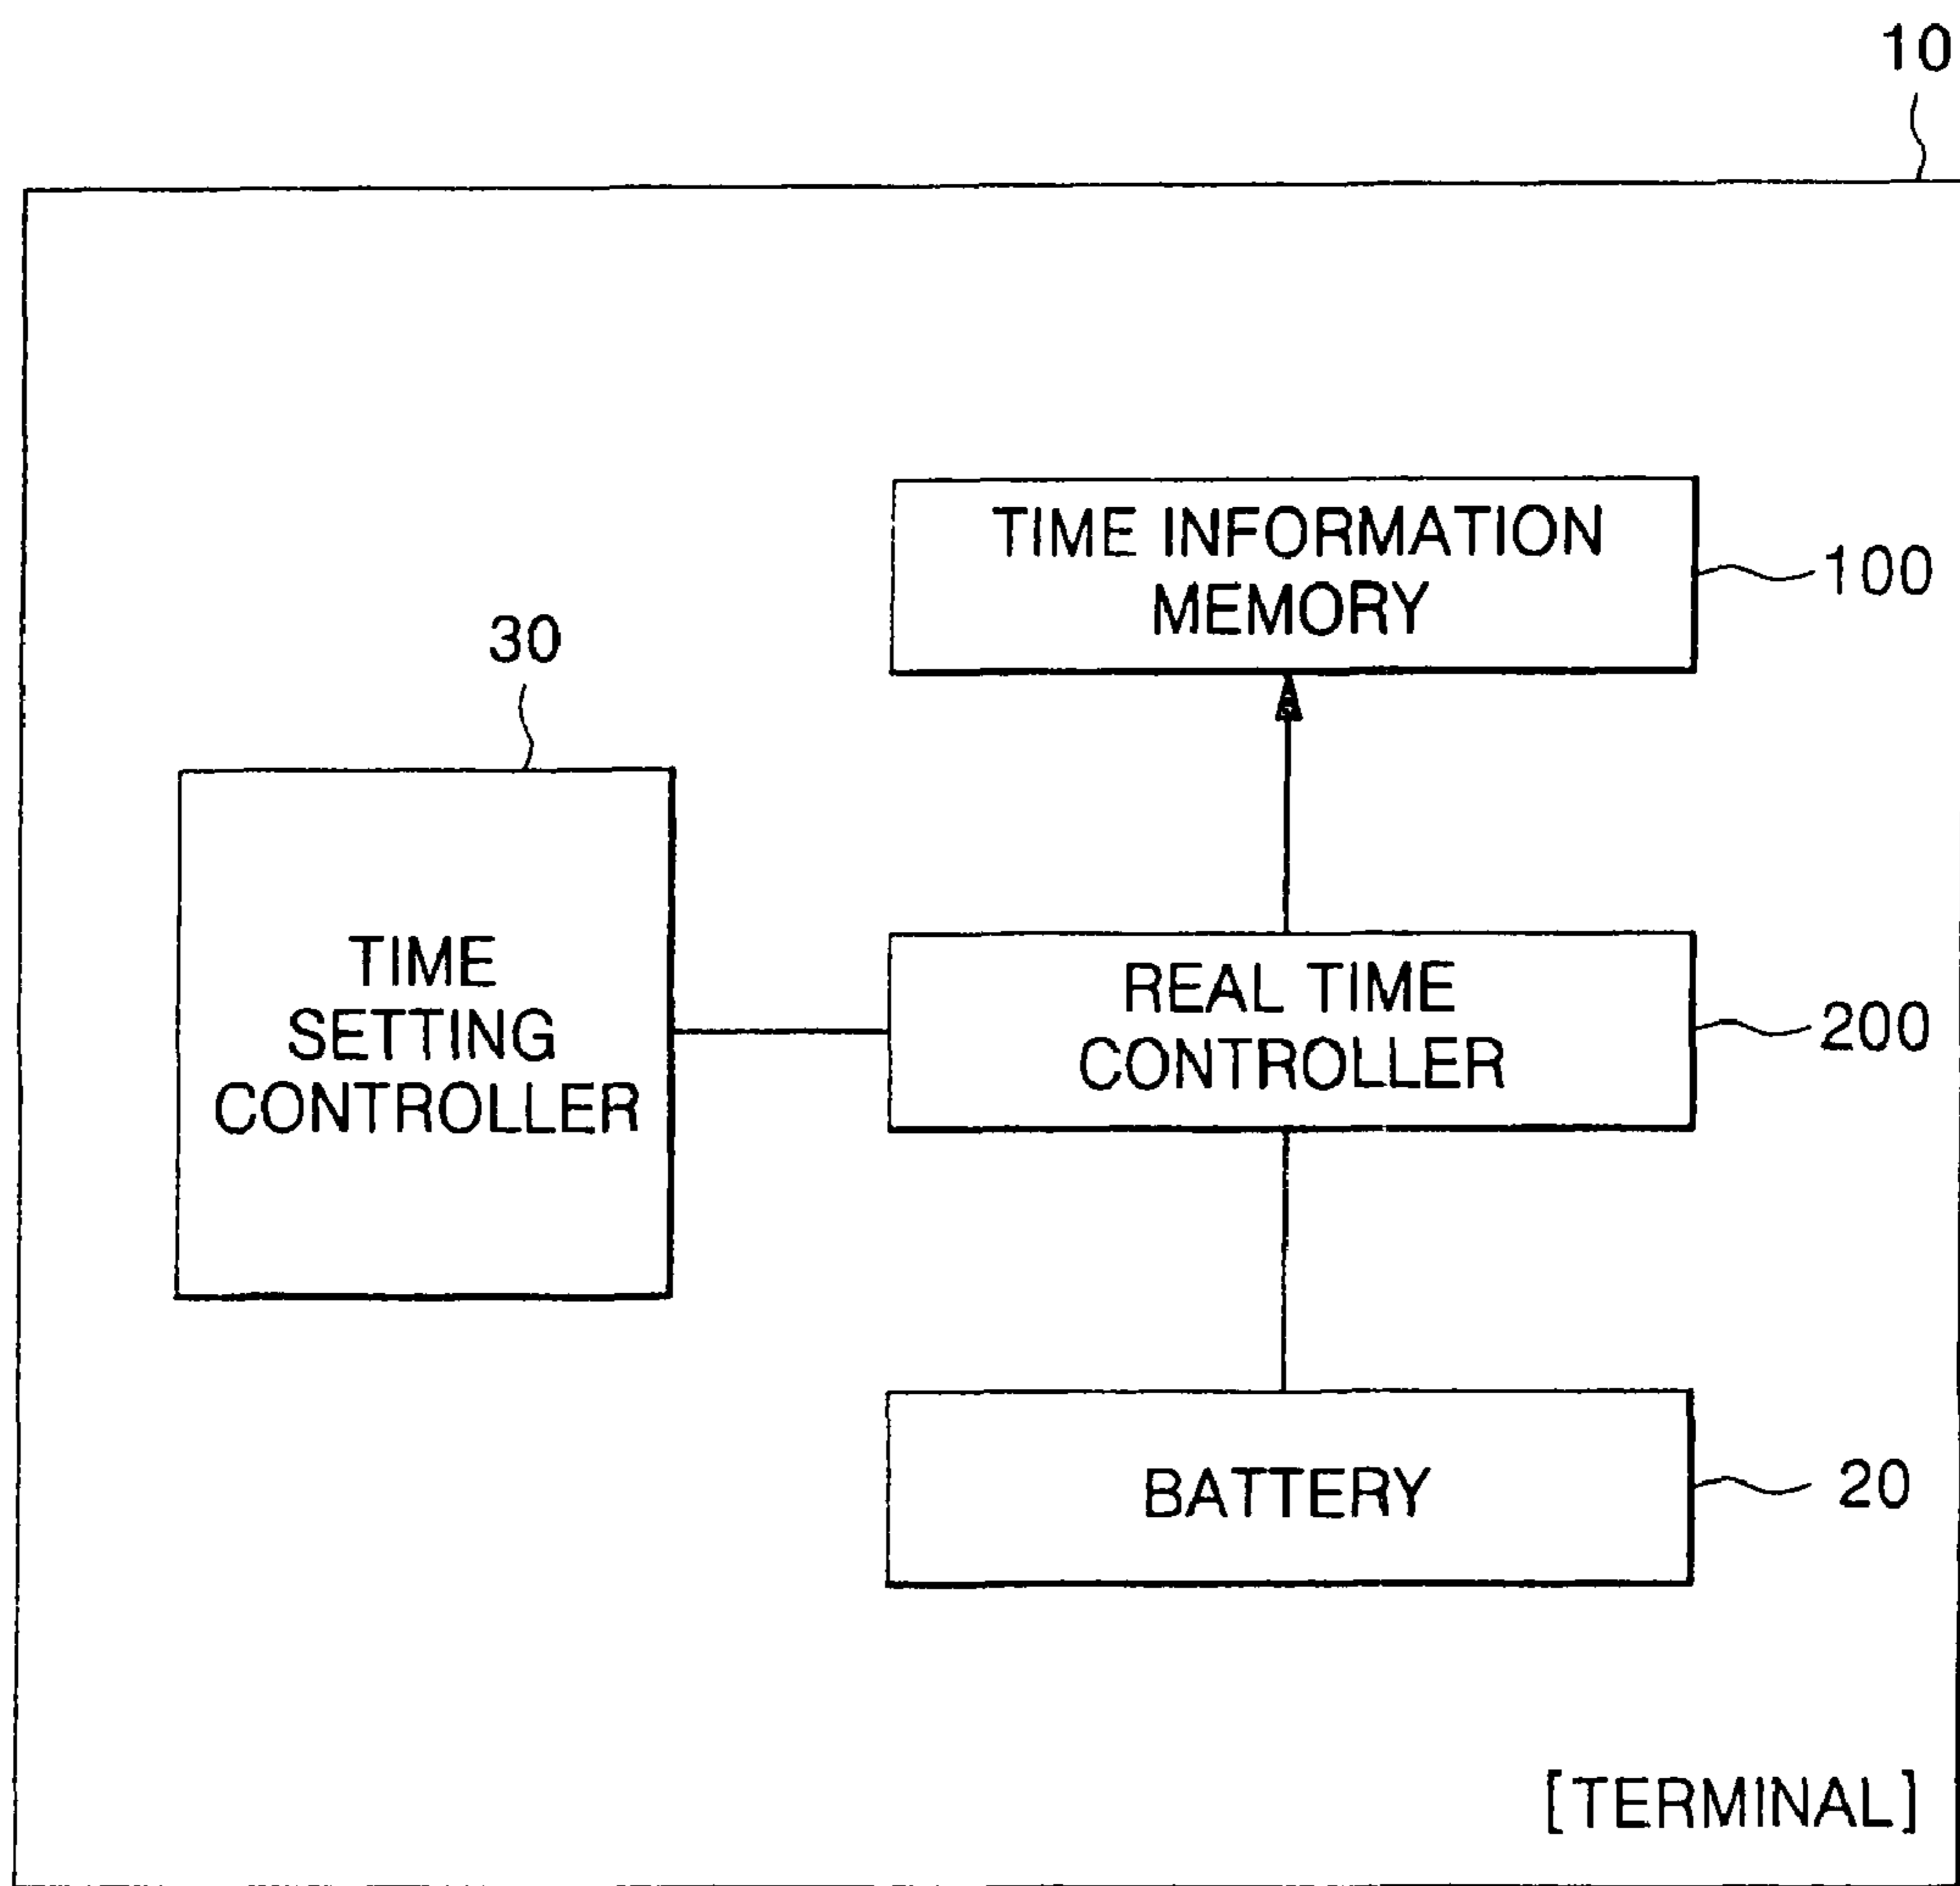 10
TIME INFORMATION
MEMORY
100
30
TIME
SETTING
CONTROLLER
REAL TIME
CONTROLLER
200
BATTERY
20
[TERMINAL]